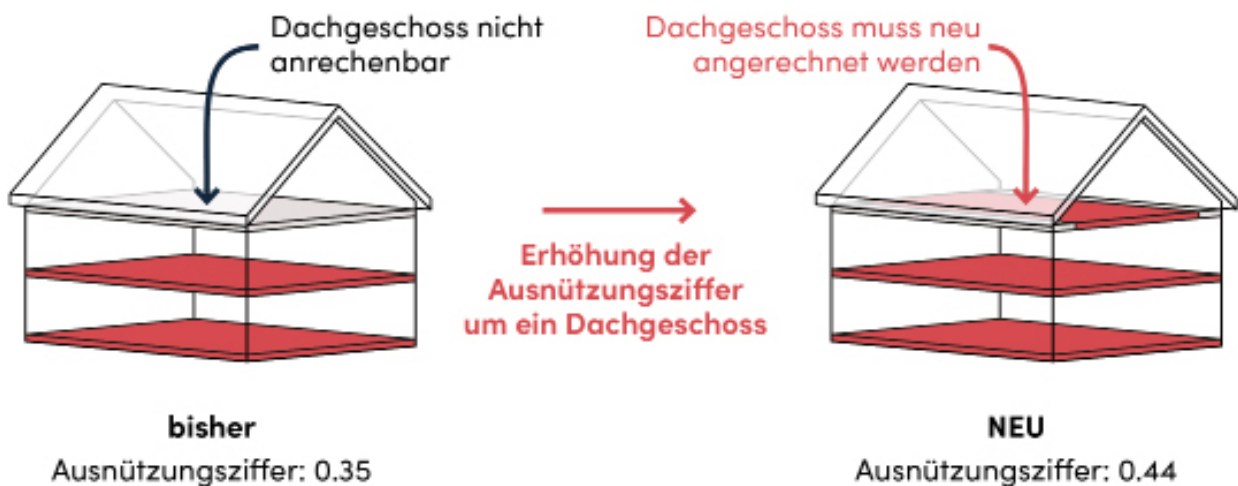 Dachgeschoss nicht
anrechenbar
Dachgeschoss muss neu
angerechnet werden
Erhöhung der
Ausnützungsziffer
um ein Dachgeschoss
bisher
Ausnützungsziffer: 0.35
NEU
Ausnützungsziffer: 0.44